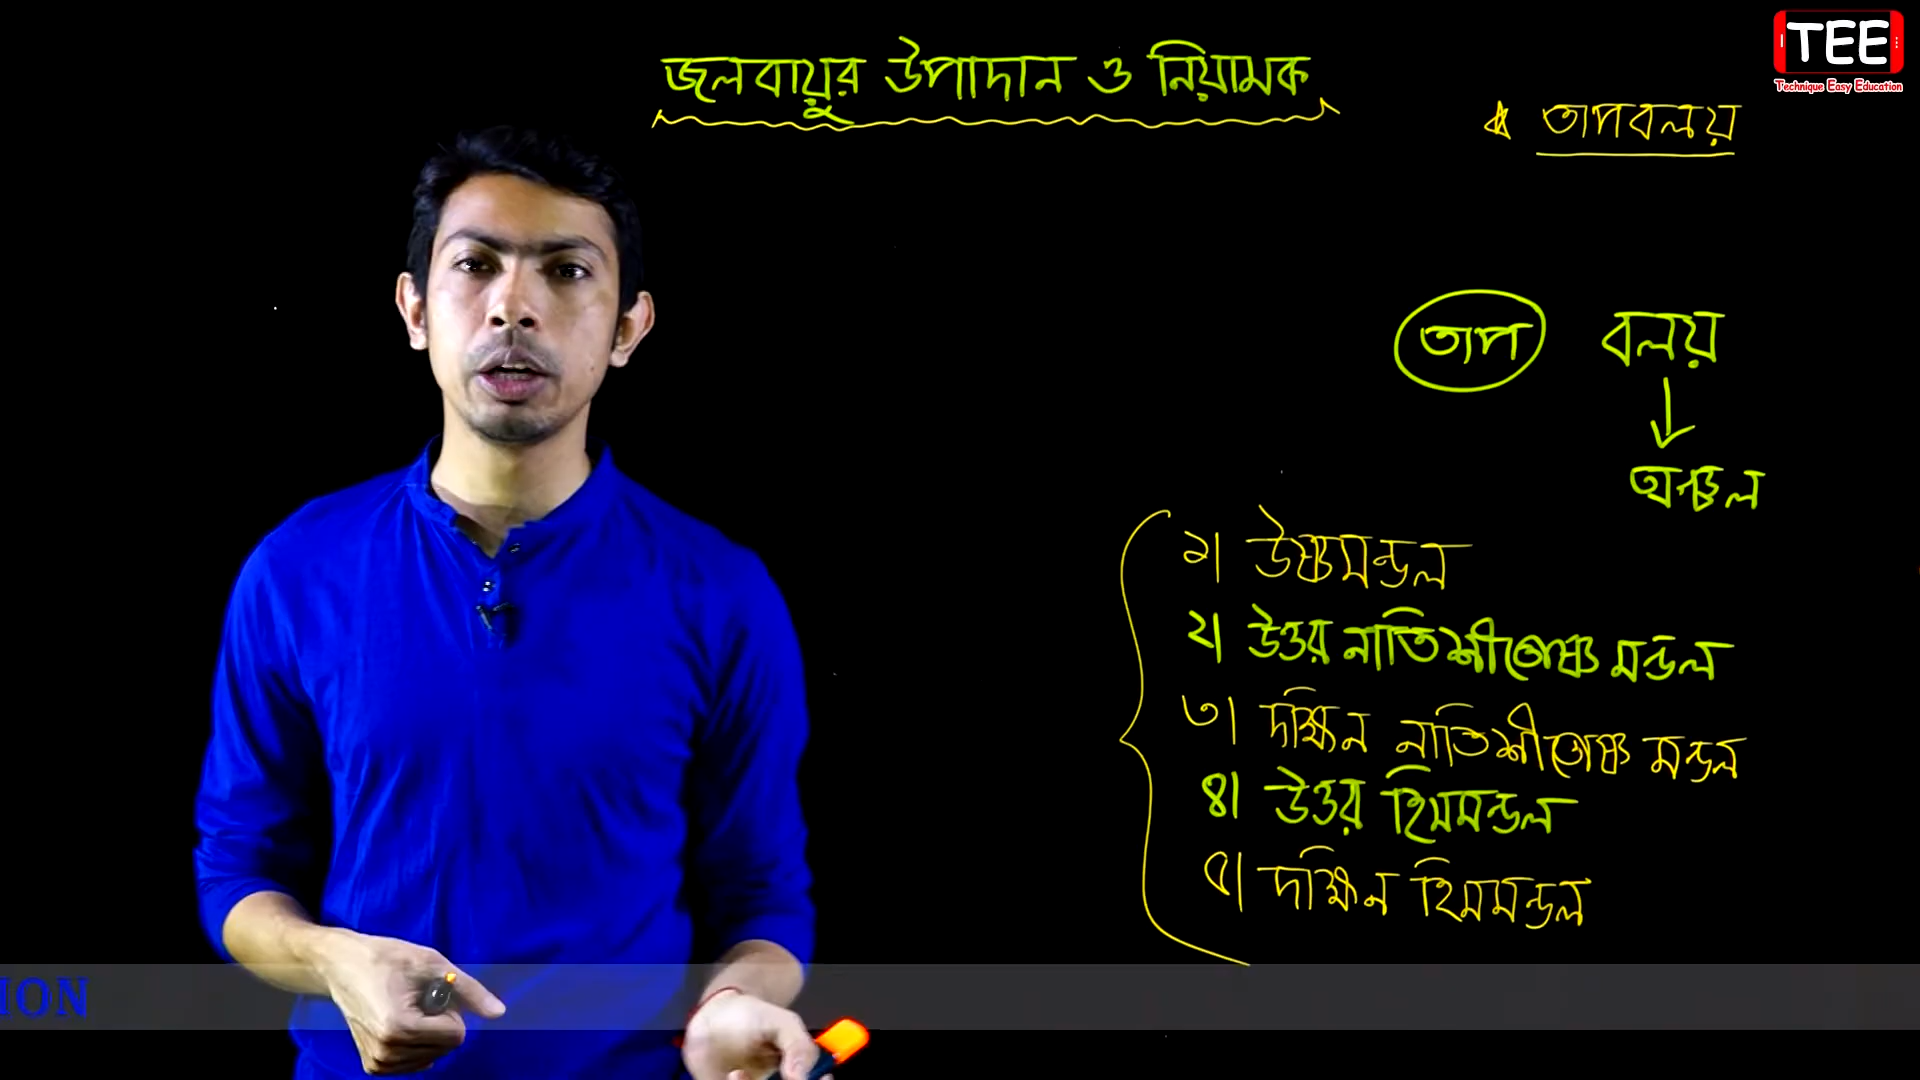 জলবায়ুর উপাদান ও নিয়ামক
TEE
Technique Easy Education
* তাপবলয়
তাপ বলয়
অঞ্চল
১। উষ্ণমন্ডল
২। উত্তর নাতিশীতোষ্ণ মন্ডল
৩। দক্ষিন নাতিশীতোষ্ণ মন্ডল
৪। উত্তর হিমমন্ডল
৫। দক্ষিন হিমমন্ডল
ION